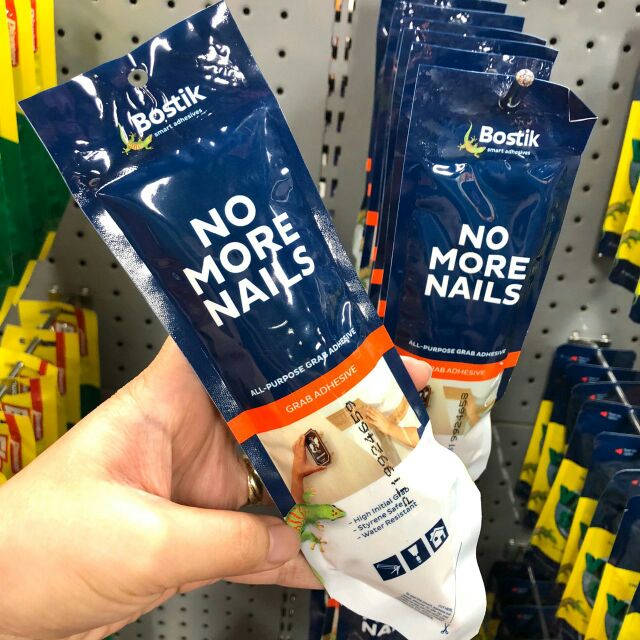 Bostik
smart adhesives
NO
MORE
NAILS
ALL-PURPOSE GRAB ADHESIVE
GRAB ADHESIVE
- High Initial
- Styrene Safe
- Water Resistant
Bostik
smart adhesives
NO
MORE
NAILS
ALL-PURPOSE GRAB ADHESIVE
GRAB ADHESIVE